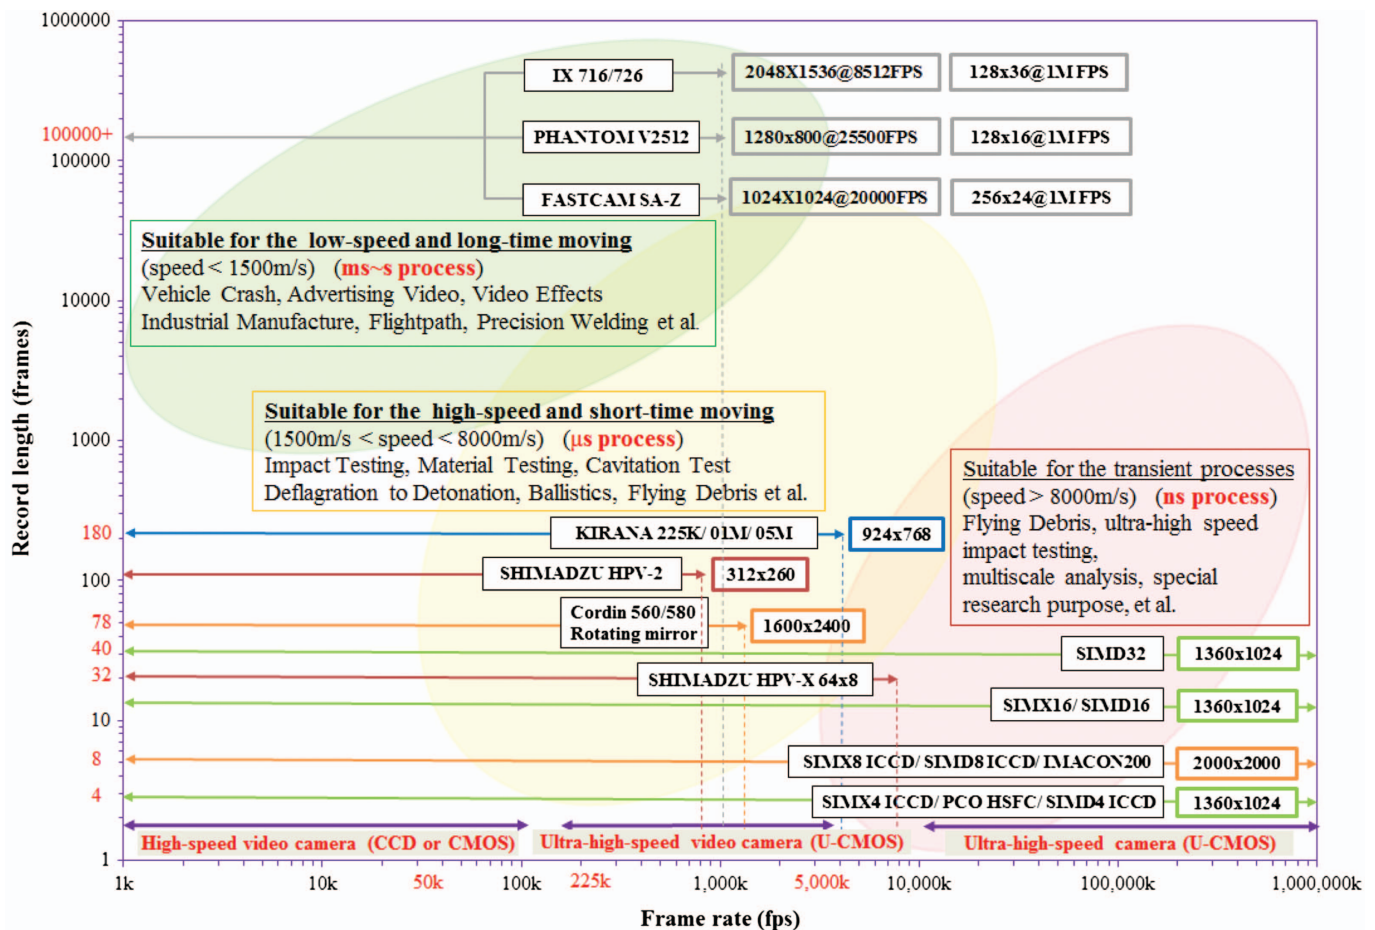 1000000
IX 716/726
2048X1536@8512FPS
128x36@1M FPS
100000+
PHANTOM V2512
1280x800@25500FPS
128x16@1M FPS
100000
FASTCAM SA-Z
1024X1024@20000FPS
256x24@1M FPS
Suitable for the low-speed and long-time moving
(speed < 1500m/s) (ms~s process)
Vehicle Crash, Advertising Video, Video Effects
Industrial Manufacture, Flightpath, Precision Welding et al.
10000
Record length (frames)
Suitable for the high-speed and short-time moving
(1500m/s < speed < 8000m/s) (μs process)
Impact Testing, Material Testing, Cavitation Test
Deflagration to Detonation, Ballistics, Flying Debris et al.
1000
Suitable for the transient processes
(speed > 8000m/s) (ns process)
Flying Debris, ultra-high speed
impact testing,
multiscale analysis, special
research purpose, et al.
180
KIRANA 225K/ 01M/ 05M
924x768
100
SHIMADZU HPV-2
312x260
78
Cordin 560/580
Rotating mirror
1600x2400
40
SIMD32
1360x1024
32
SHIMADZU HPV-X 64x8
SIMX16/ SIMD16
1360x1024
10
8
SIMX8 ICCD/ SIMD8 ICCD/ IMACON200
2000x2000
4
SIMX4 ICCD/ PCO HSFC/ SIMD4 ICCD
1360x1024
High-speed video camera (CCD or CMOS)
Ultra-high-speed video camera (U-CMOS)
Ultra-high-speed camera (U-CMOS)
1
1k
10k
50k
100k
225k
1,000k
5,000k
10,000k
100,000k
1,000,000k
Frame rate (fps)